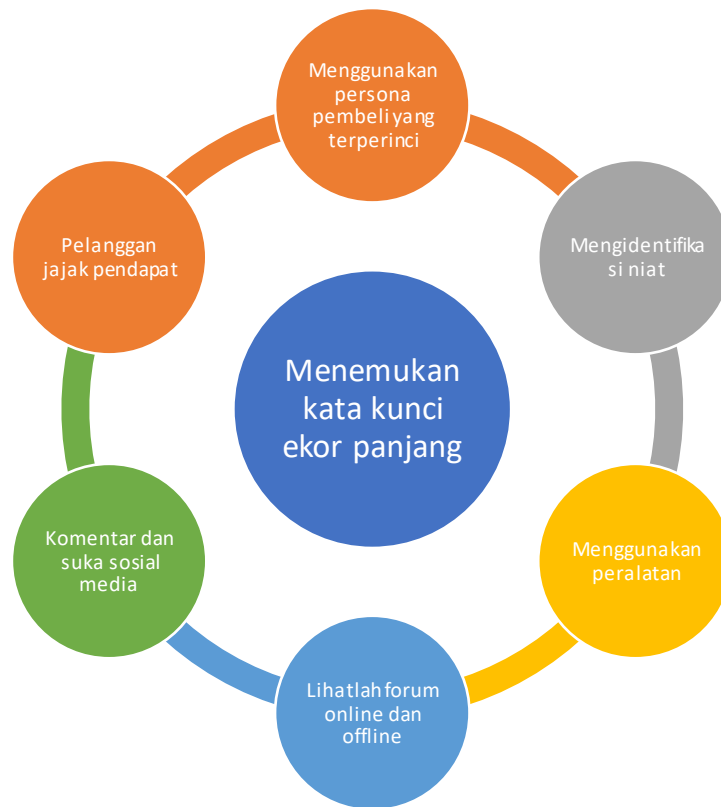 Menggunakan
persona
pembeli yang
terperinci
Mengidentifika
si niat
Menggunakan
peralatan
Lihatlah forum
online dan
offline
Komentar dan
suka sosial
media
Pelanggan
jajak pendapat
Menemukan
kata kunci
ekor panjang